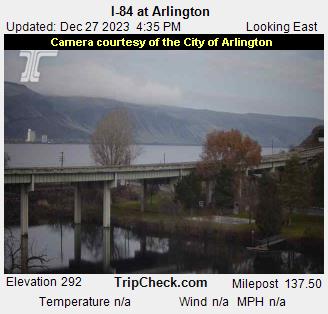 I-84 at Arlington
Updated: Dec 27 2023 4:35 PM Looking East
Camera courtesy of the City of Arlington
Elevation 292 TripCheck.com Milepost 137.50
Temperature n/a Wind n/a MPH n/a